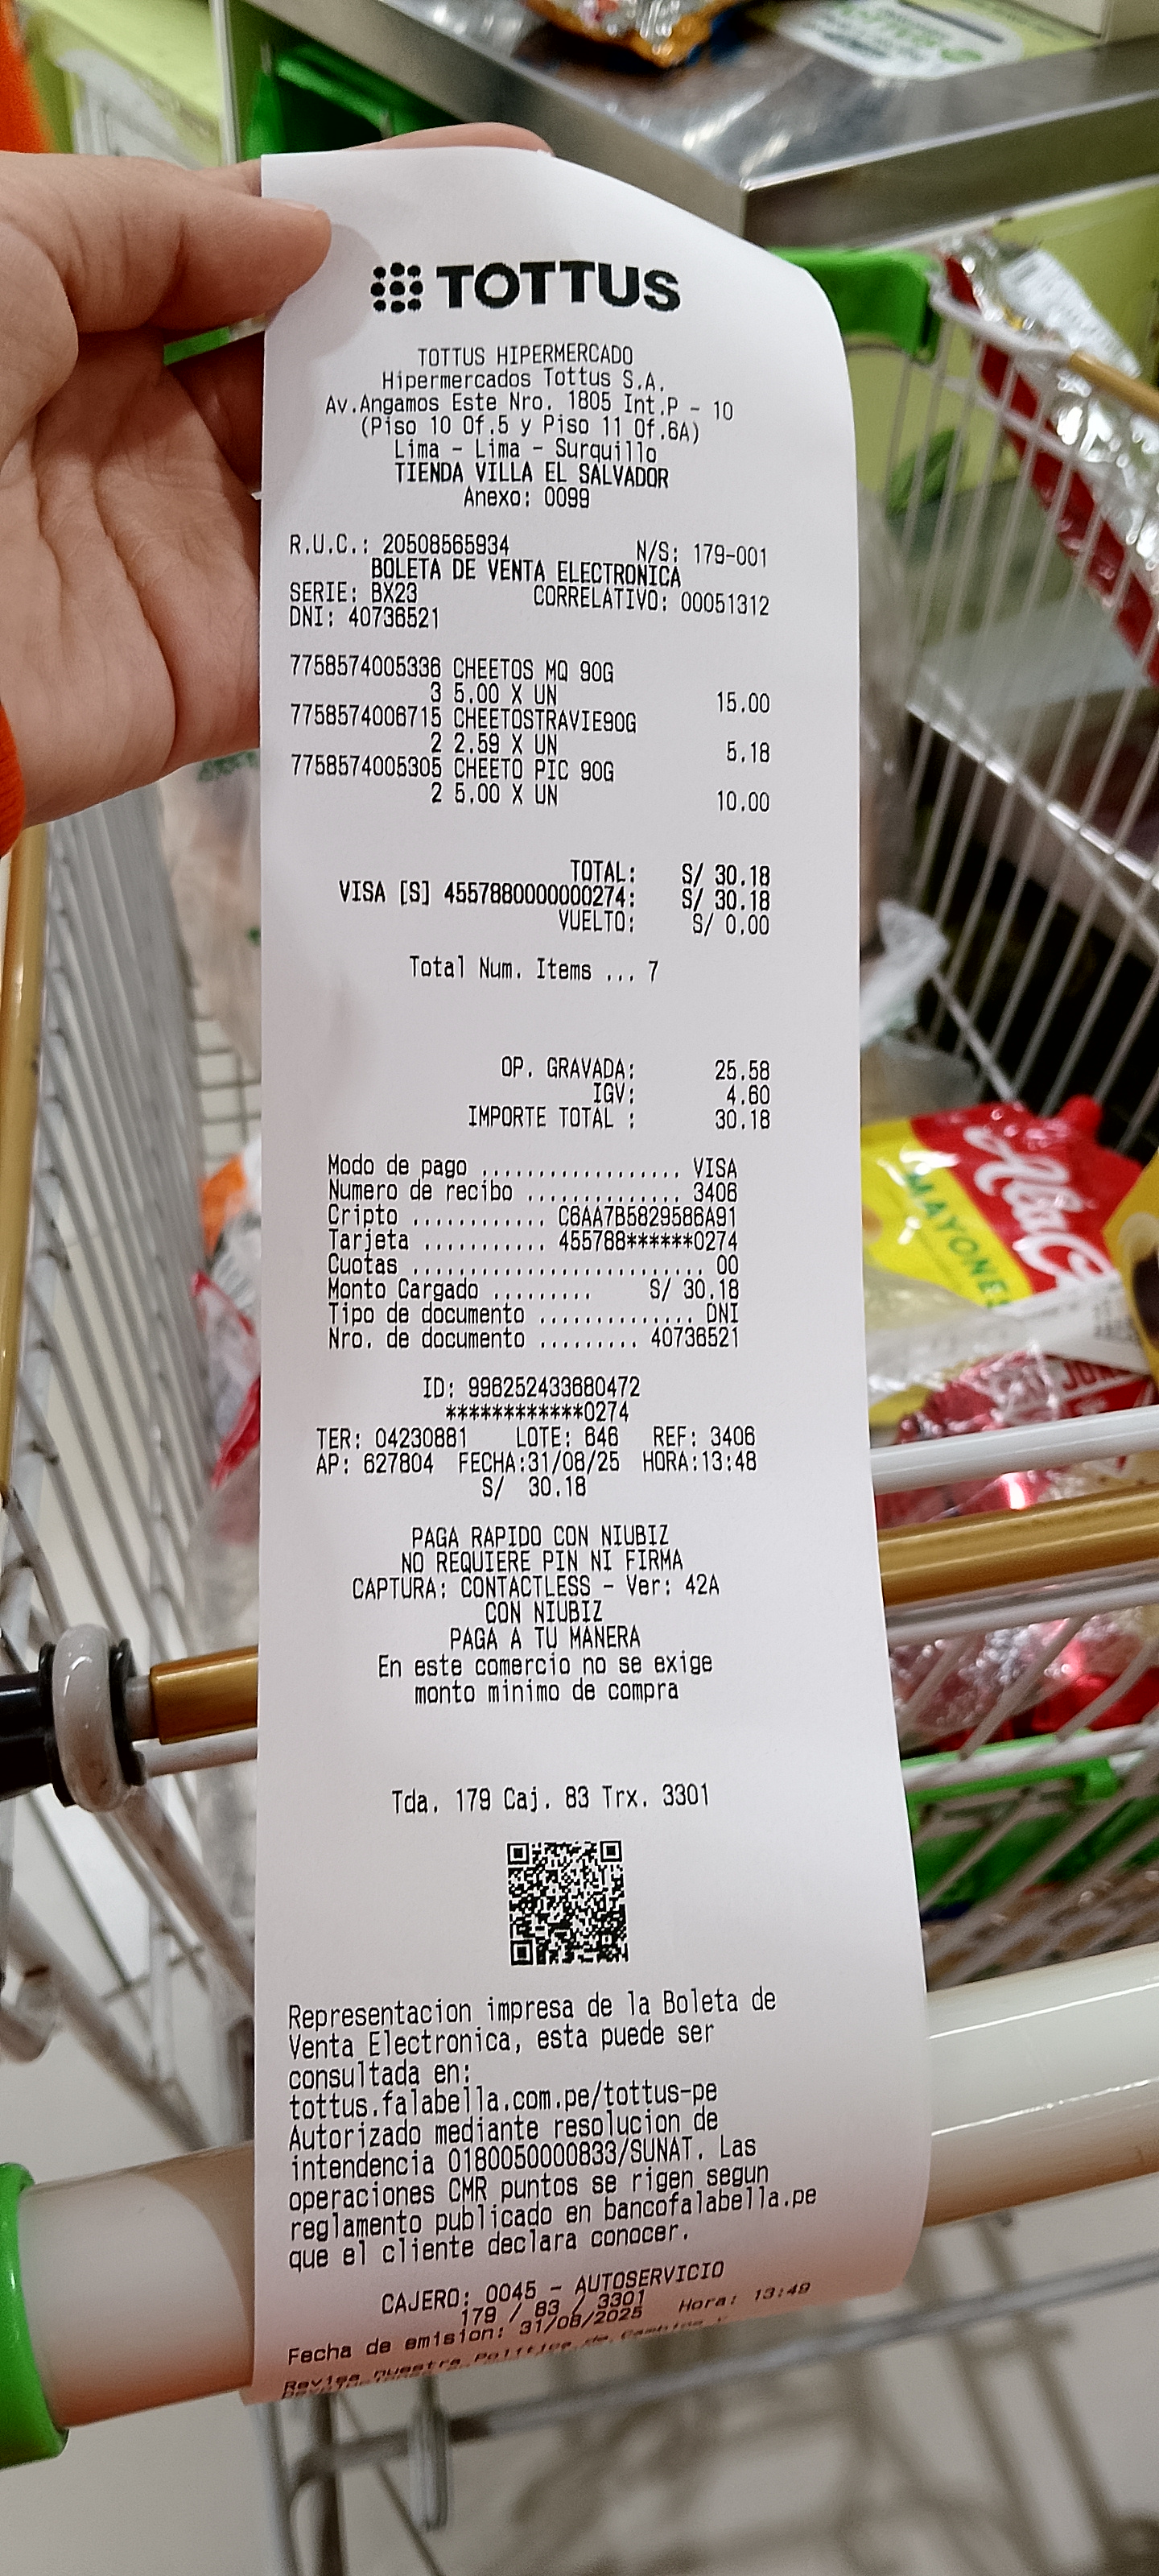 TOTTUS
TOTTUS HIPERMERCADO
Hipermercados Tottus S.A.
Av.Angamos Este Nro. 1805 Int.P - 10
(Piso 10 Of.5 y Piso 11 Of.6A)
Lima - Lima - Surquillo
TIENDA VILLA EL SALVADOR
Anexo: 0099
R.U.C.: 20508565934 N/S: 179-001
BOLETA DE VENTA ELECTRONICA
SERIE: BX23 CORRELATIVO: 00051312
DNI: 40736521
7758574005336 CHEETOS MQ 90G
3 5.00 X UN 15.00
7758574006715 CHEETOSTRAVIE90G
2 2.59 X UN 5.18
7758574005305 CHEETO PIC 90G
2 5.00 X UN 10.00
TOTAL: S/ 30.18
VISA [S] 4557880000000274: S/ 30.18
VUELTO: S/ 0.00
Total Num. Items ... 7
OP. GRAVADA: 25.58
IGV: 4.60
IMPORTE TOTAL : 30.18
Modo de pago .................. VISA
Numero de recibo .............. 3406
Cripto ............ C6AA7B5829586A91
Tarjeta ........... 455788******0274
Cuotas .......................... 00
Monto Cargado ......... S/ 30.18
Tipo de documento .............. DNI
Nro. de documento ......... 40736521
ID: 996252433680472
************0274
TER: 04230881 LOTE: 646 REF: 3406
AP: 627804 FECHA:31/08/25 HORA:13:48
S/ 30.18
PAGA RAPIDO CON NIUBIZ
NO REQUIERE PIN NI FIRMA
CAPTURA: CONTACTLESS - Ver: 42A
CON NIUBIZ
PAGA A TU MANERA
En este comercio no se exige
monto minimo de compra
Tda. 179 Caj. 83 Trx. 3301
Representacion impresa de la Boleta de
Venta Electronica, esta puede ser
consultada en:
tottus.falabella.com.pe/tottus-pe
Autorizado mediante resolucion de
intendencia 0180050000833/SUNAT. Las
operaciones CMR puntos se rigen segun
reglamento publicado en bancofalabella.pe
que el cliente declara conocer.
CAJERO: 0045 - AUTOSERVICIO
179 / 83 / 3301
Fecha de emision: 31/08/2025 Hora: 13:49
Revisa nuestra Politica de Cambios y
AlaC
MAYONE